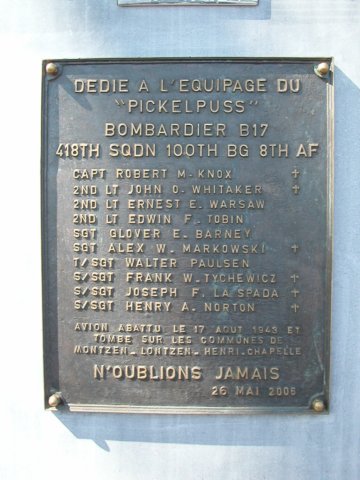 DEDIE A L'EQUIPAGE DU
"PICKELPUSS"
BOMBARDIER B17
418TH SQDN 100TH BG 8TH AF
CAPT ROBERT M. KNOX †
2ND LT JOHN O. WHITAKER †
2ND LT ERNEST E. WARSAW
2ND LT EDWIN F. TOBIN
SGT GLOVER E. BARNEY
SGT ALEX W. MARKOWSKI †
T/SGT WALTER PAULSEN
S/SGT FRANK W. TYCHEWICZ †
S/SGT JOSEPH F. LA SPADA †
S/SGT HENRY A. NORTON †
AVION ABATTU LE 17 AOUT 1943 ET
TOMBE SUR LES COMMUNES DE
MONTZEN-LONTZEN-HENRI-CHAPELLE
N'OUBLIONS JAMAIS
26 MAI 2006